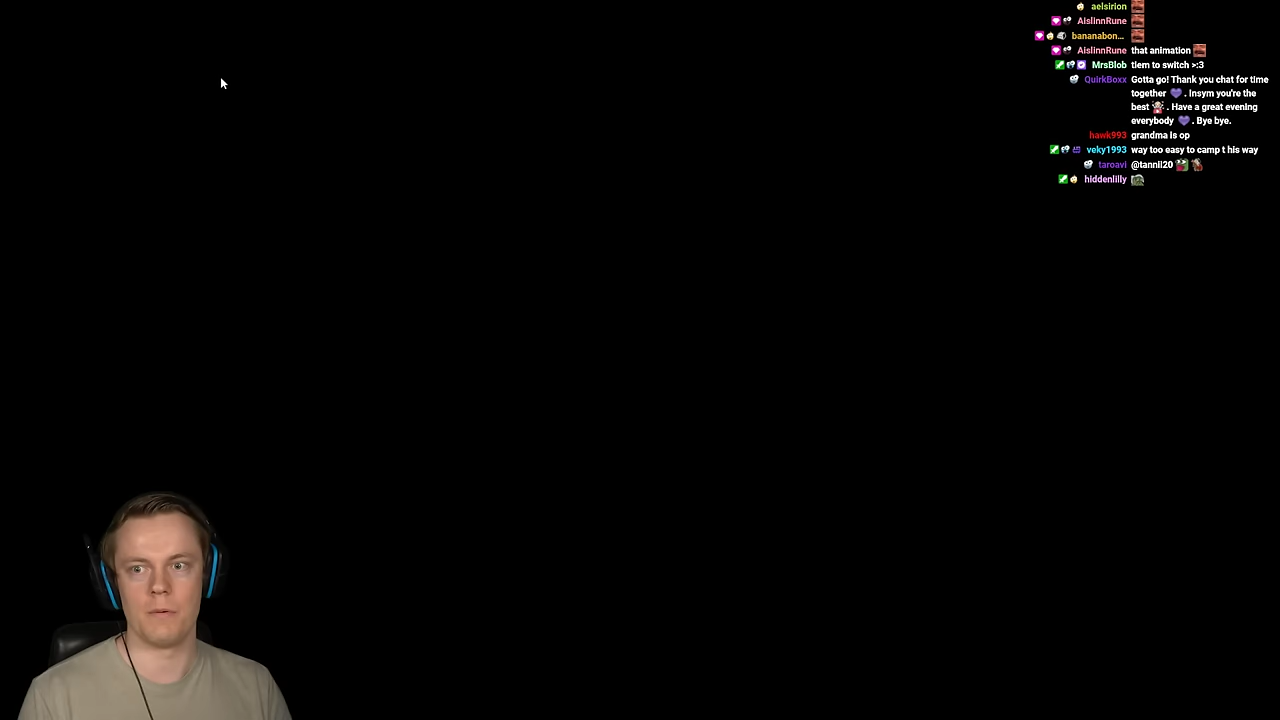 aelsirion
AislinnRune
bananabon...
AislinnRune that animation
MrsBlob tiem to switch >:3
QuirkBoxx Gotta go! Thank you chat for time
together . Insym you're the
best . Have a great evening
everybody . Bye bye.
hawk993 grandma is op
veky1993 way too easy to camp t his way
taroavi @tannii20
hiddenlilly